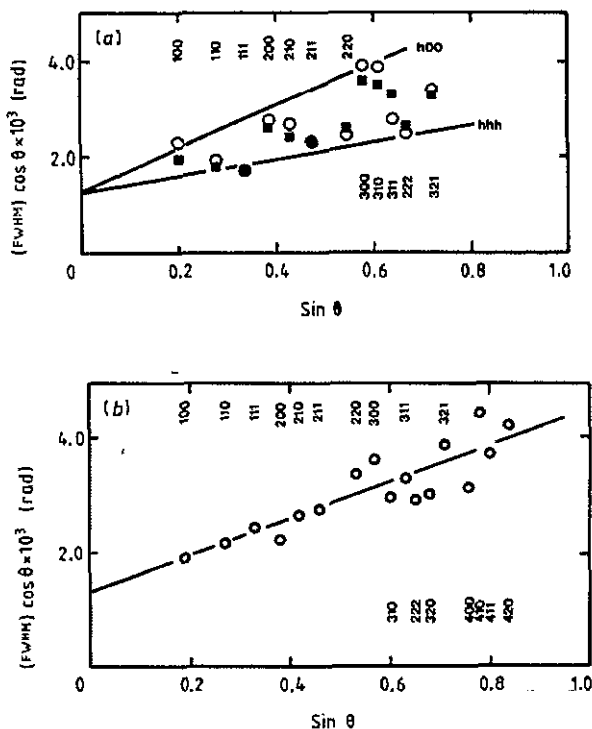 (a)
100 110 111 200 210 211 220
h00
hhh
300 310 311 222 321
4.0
2.0
(FWHM) cos θ×10³ (rad)
0 0.2 0.4 0.6 0.8 1.0
Sin θ
(b)
100 110 111 200 210 211 220 300 311 321
310 222 320 400 410 411 420
4.0
2.0
(FWHM) cos θ×10³ (rad)
0 0.2 0.4 0.6 0.8 1.0
Sin θ